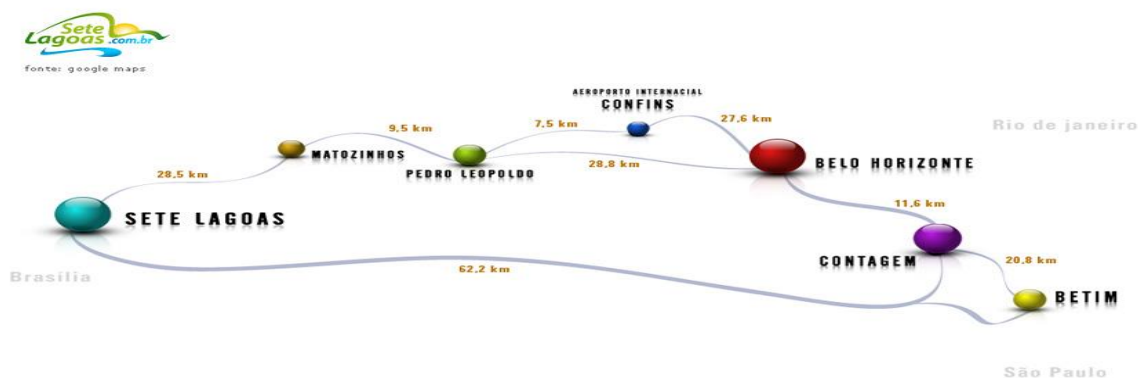 Sete
Lagoas.com.br
fonte: google maps
AEROPORTO INTERNACIAL
CONFINS
9,5 km
7,5 km
27,6 km
Rio de janeiro
MATOZINHOS
28,5 km
PEDRO LEOPOLDO
28,8 km
BELO HORIZONTE
SETE LAGOAS
11,6 km
Brasilia
62,2 km
CONTAGEM
20,8 km
BETIM
São Paulo